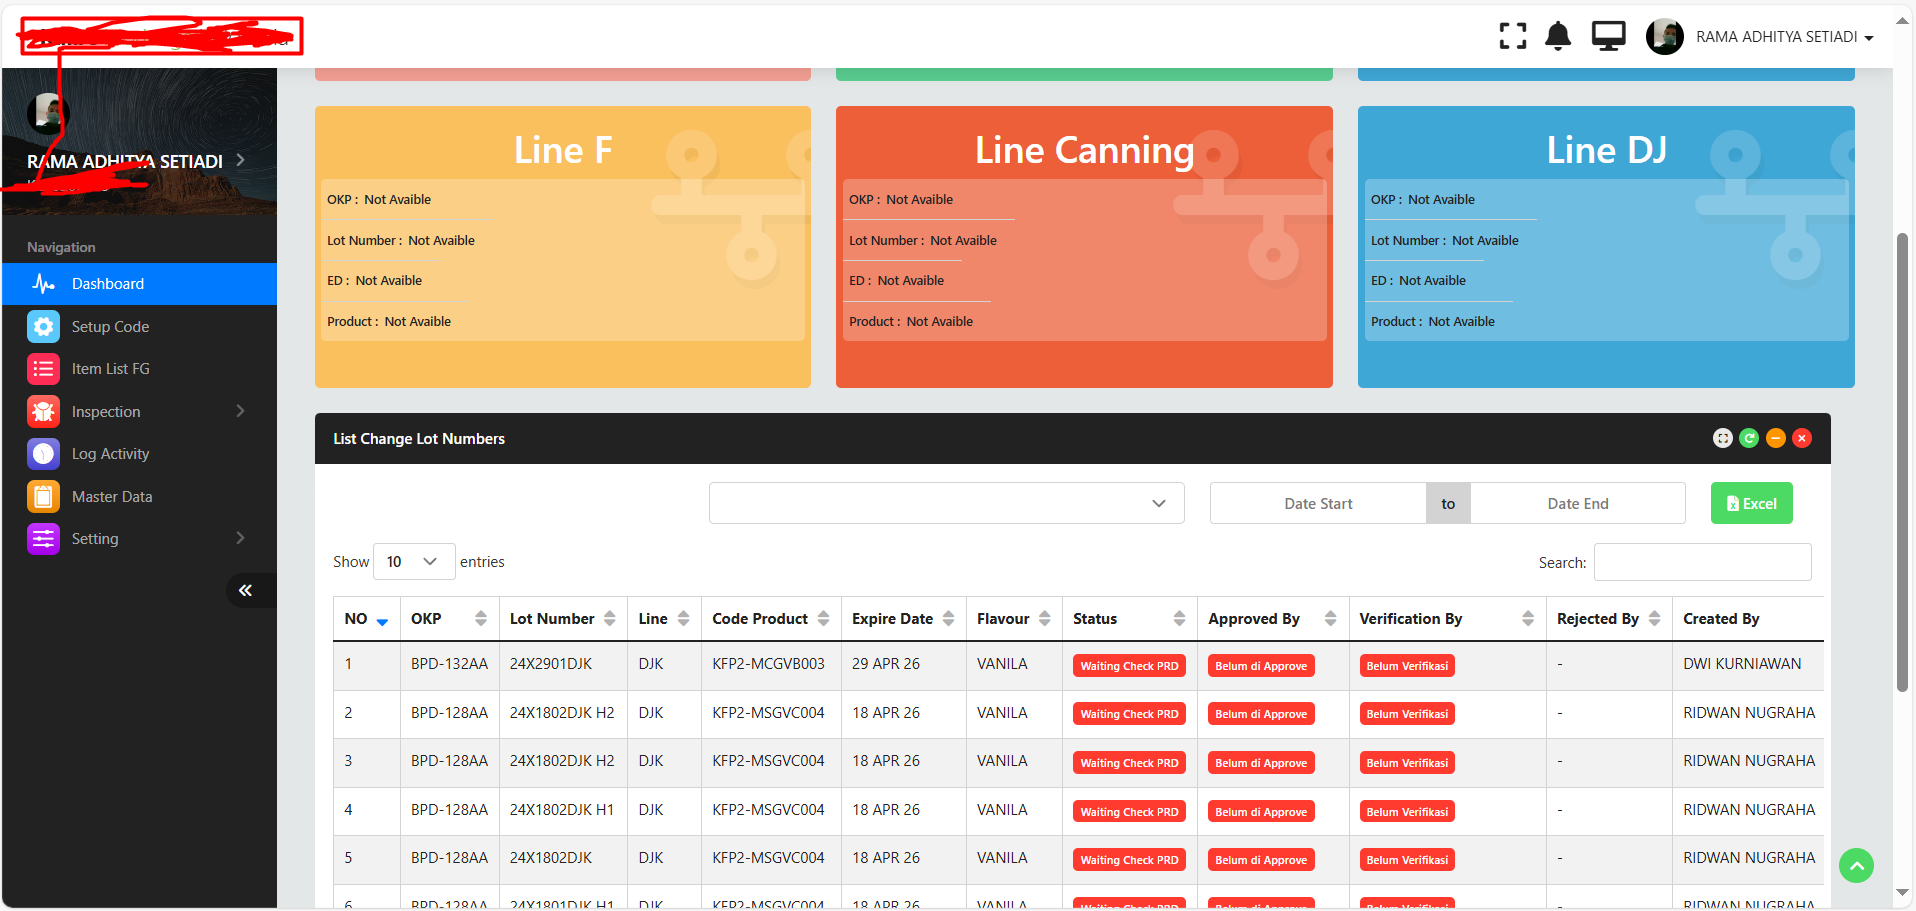 RAMA ADHITYA SETIADI
RAMA ADHITYA SETIADI
Navigation
Dashboard
Setup Code
Item List FG
Inspection
Log Activity
Master Data
Setting
Line F
OKP : Not Avaible
Lot Number : Not Avaible
ED : Not Avaible
Product : Not Avaible
Line Canning
OKP : Not Avaible
Lot Number : Not Avaible
ED : Not Avaible
Product : Not Avaible
Line DJ
OKP : Not Avaible
Lot Number : Not Avaible
ED : Not Avaible
Product : Not Avaible
List Change Lot Numbers
Date Start to Date End Excel
Show 10 entries Search:
NO OKP Lot Number Line Code Product Expire Date Flavour Status Approved By Verification By Rejected By Created By
1 BPD-132AA 24X2901DJK DJK KFP2-MCGVB003 29 APR 26 VANILA Waiting Check PRD Belum di Approve Belum Verifikasi - DWI KURNIAWAN
2 BPD-128AA 24X1802DJK H2 DJK KFP2-MSGVC004 18 APR 26 VANILA Waiting Check PRD Belum di Approve Belum Verifikasi - RIDWAN NUGRAHA
3 BPD-128AA 24X1802DJK H2 DJK KFP2-MSGVC004 18 APR 26 VANILA Waiting Check PRD Belum di Approve Belum Verifikasi - RIDWAN NUGRAHA
4 BPD-128AA 24X1802DJK H1 DJK KFP2-MSGVC004 18 APR 26 VANILA Waiting Check PRD Belum di Approve Belum Verifikasi - RIDWAN NUGRAHA
5 BPD-128AA 24X1802DJK DJK KFP2-MSGVC004 18 APR 26 VANILA Waiting Check PRD Belum di Approve Belum Verifikasi - RIDWAN NUGRAHA
6 BPD-128AA 24X1801DJK H1 DJK KFP2-MSGVC004 18 APR 26 VANILA Waiting Check PRD Belum di Approve Belum Verifikasi - RIDWAN NUGRAHA